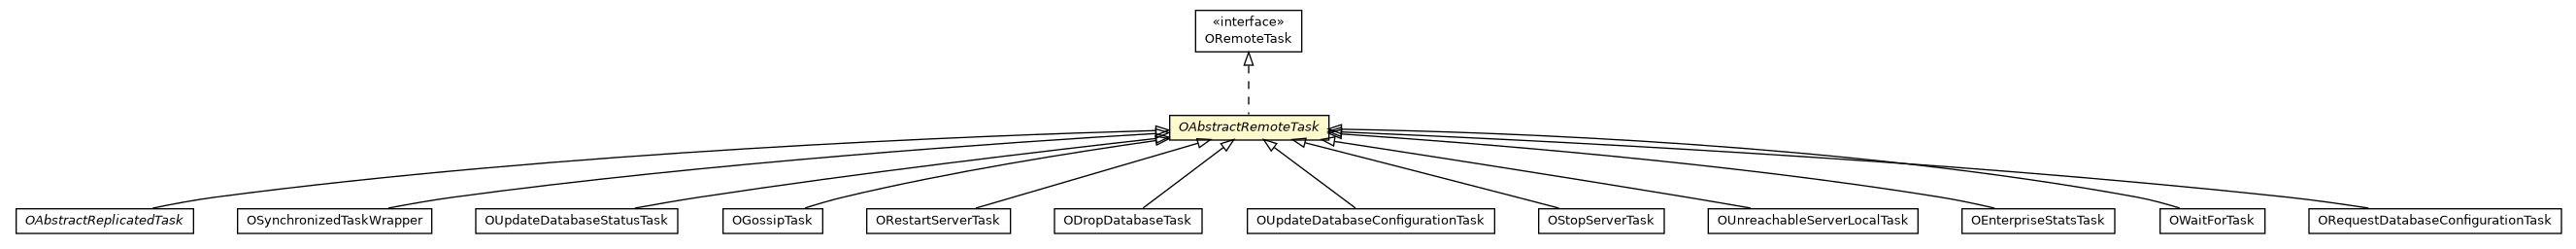 «interface»
ORemoteTask
OAbstractRemoteTask
OAbstractReplicatedTask
OSynchronizedTaskWrapper
OUpdateDatabaseStatusTask
OGossipTask
ORestartServerTask
ODropDatabaseTask
OUpdateDatabaseConfigurationTask
OStopServerTask
OUnreachableServerLocalTask
OEnterpriseStatsTask
OWaitForTask
ORequestDatabaseConfigurationTask